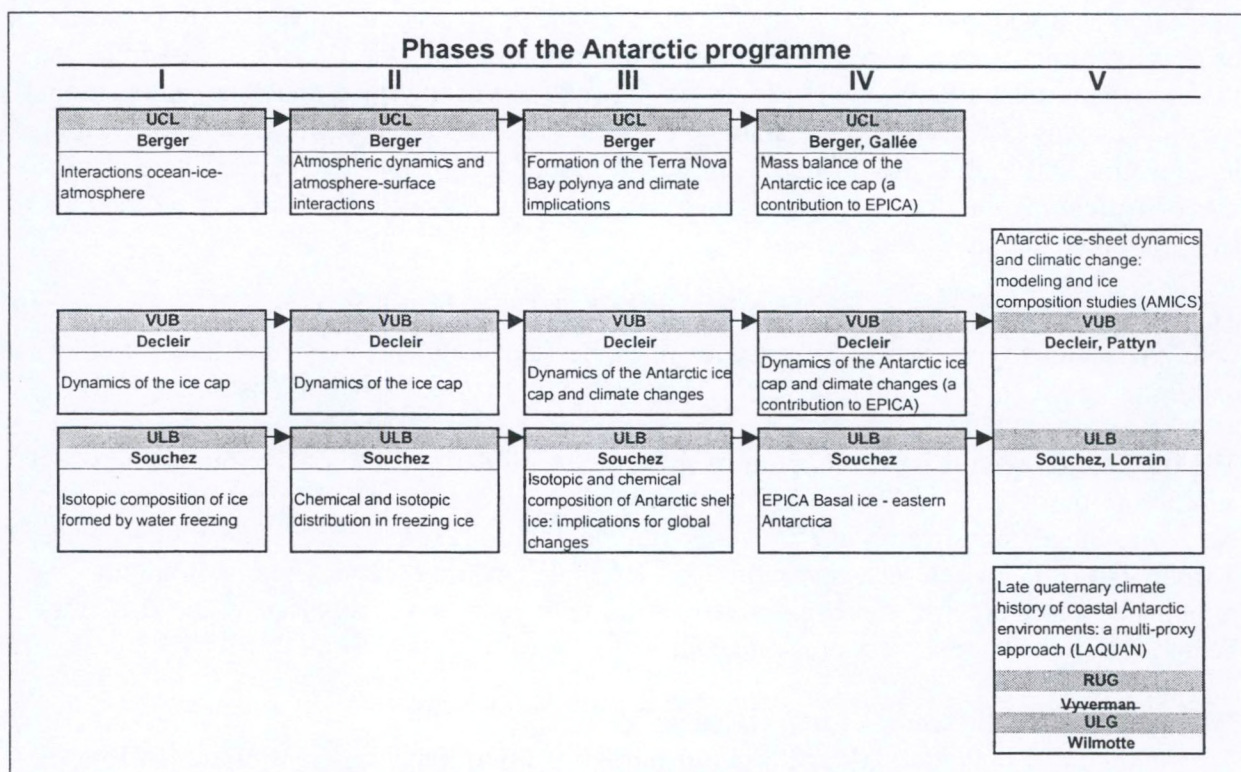 Phases of the Antarctic programme
I II III IV V
UCL
Berger
Interactions ocean-ice-
atmosphere
UCL
Berger
Atmospheric dynamics and
atmosphere-surface
interactions
UCL
Berger
Formation of the Terra Nova
Bay polynya and climate
implications
UCL
Berger, Gallée
Mass balance of the
Antarctic ice cap (a
contribution to EPICA)
VUB
Decleir
Dynamics of the ice cap
VUB
Decleir
Dynamics of the ice cap
VUB
Decleir
Dynamics of the Antarctic ice
cap and climate changes
VUB
Decleir
Dynamics of the Antarctic ice
cap and climate changes (a
contribution to EPICA)
Antarctic ice-sheet dynamics
and climatic change:
modeling and ice
composition studies (AMICS)
VUB
Decleir, Pattyn
ULB
Souchez
Isotopic composition of ice
formed by water freezing
ULB
Souchez
Chemical and isotopic
distribution in freezing ice
ULB
Souchez
Isotopic and chemical
composition of Antarctic shelf
ice: implications for global
changes
ULB
Souchez
EPICA Basal ice - eastern
Antarctica
ULB
Souchez, Lorrain
Late quaternary climate
history of coastal Antarctic
environments: a multi-proxy
approach (LAQUAN)
RUG
Vyverman
ULG
Wilmotte